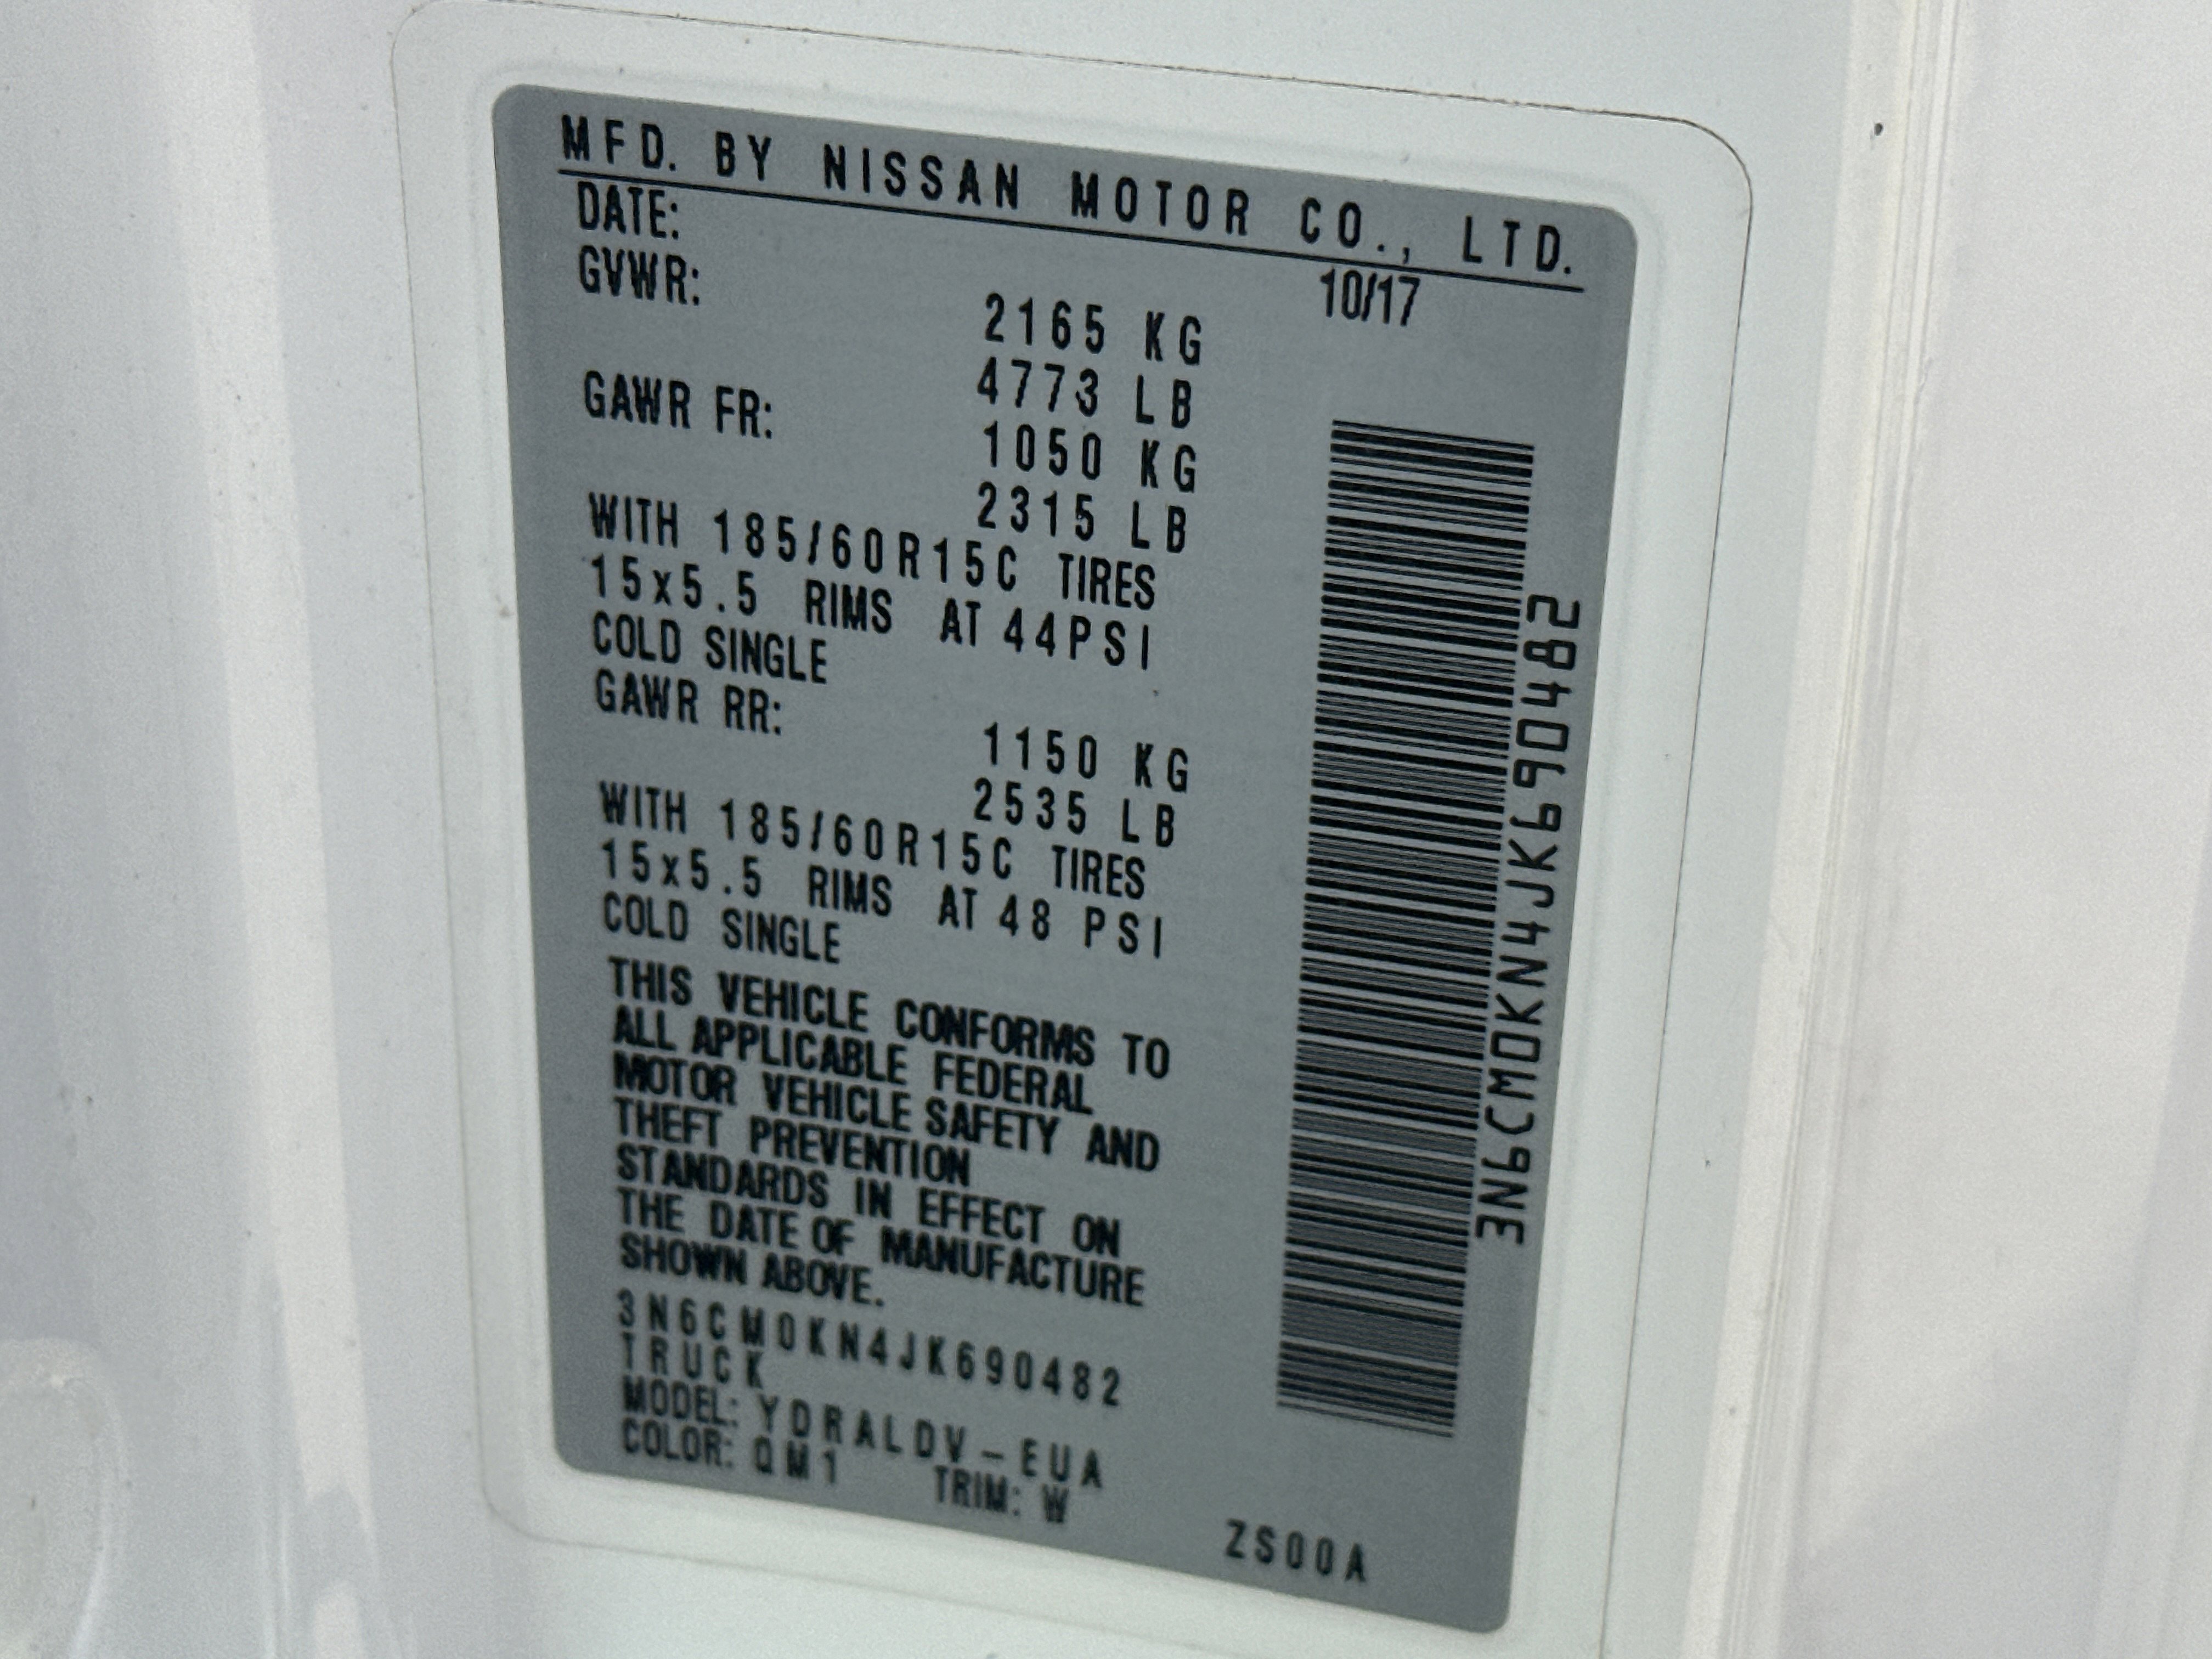 MFD. BY NISSAN MOTOR CO., LTD.
DATE: 10/17
GVWR:
2165 KG
4773 LB
GAWR FR:
1050 KG
2315 LB
WITH 185/60R15C TIRES
15x5.5 RIMS AT 44PSI
COLD SINGLE
GAWR RR:
1150 KG
2535 LB
WITH 185/60R15C TIRES
15x5.5 RIMS AT 48 PSI
COLD SINGLE
THIS VEHICLE CONFORMS TO
ALL APPLICABLE FEDERAL
MOTOR VEHICLE SAFETY AND
THEFT PREVENTION
STANDARDS IN EFFECT ON
THE DATE OF MANUFACTURE
SHOWN ABOVE.
3N6CM0KN4JK690482
TRUCK
MODEL: YDRALDV-EUA
COLOR: QM1 TRIM: W
ZS00A
3N6CM0KN4JK690482